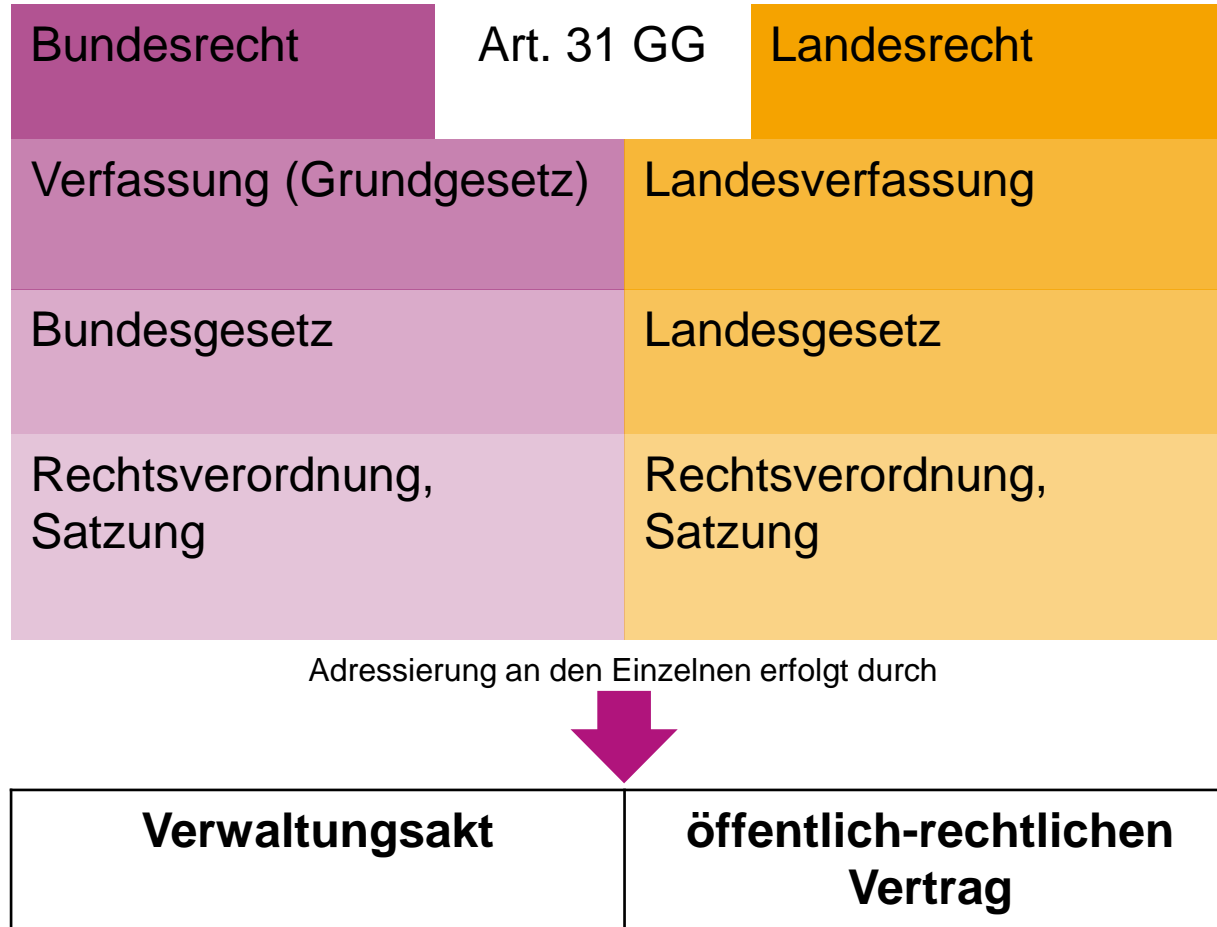 Bundesrecht
Art. 31 GG
Landesrecht
Verfassung (Grundgesetz)
Landesverfassung
Bundesgesetz
Landesgesetz
Rechtsverordnung,
Satzung
Rechtsverordnung,
Satzung
Adressierung an den Einzelnen erfolgt durch
Verwaltungsakt
öffentlich-rechtlichen
Vertrag